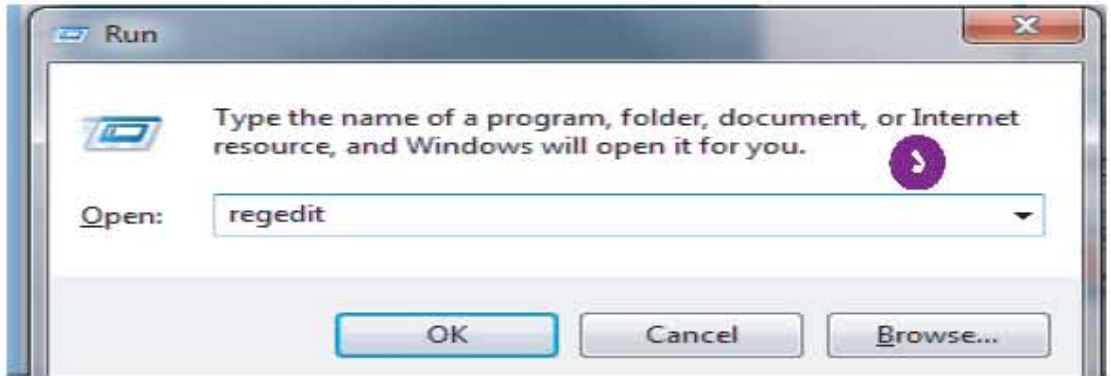 Run
Type the name of a program, folder, document, or Internet
resource, and Windows will open it for you.
د
Open: regedit
OK Cancel Browse...